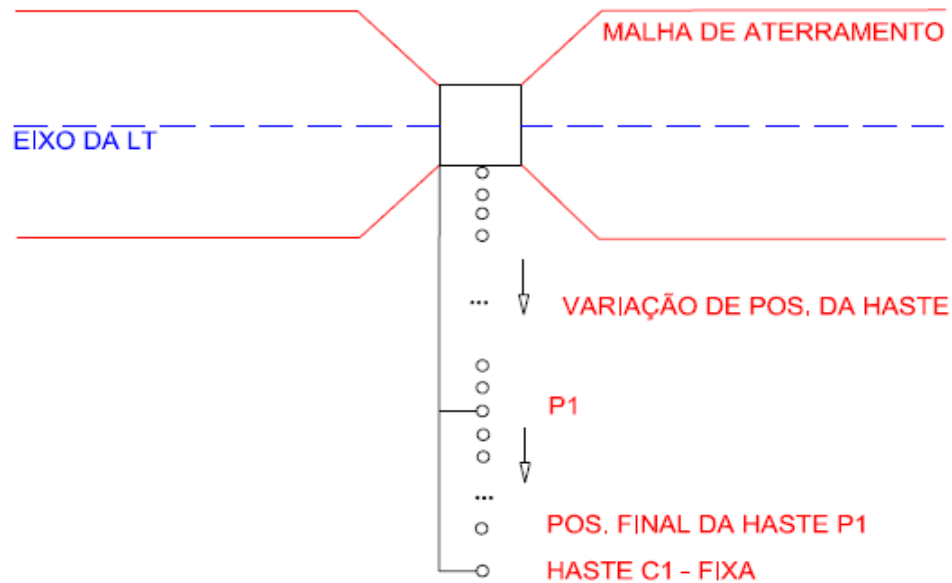 MALHA DE ATERRAMENTO
EIXO DA LT
...
VARIAÇÃO DE POS. DA HASTE
P1
...
POS. FINAL DA HASTE P1
HASTE C1 - FIXA